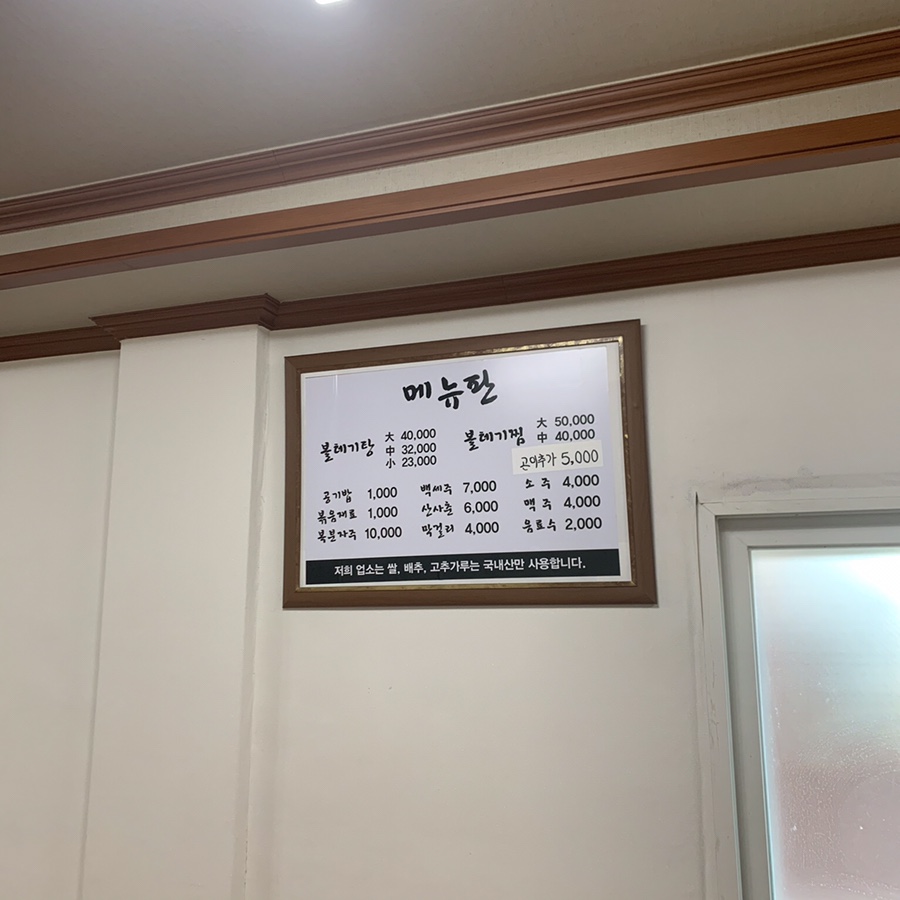 메뉴판
볼테기탕 大 40,000
中 32,000
小 23,000
볼테기찜 大 50,000
中 40,000
곤이추가 5,000
공기밥 1,000
볶음재료 1,000
복분자주 10,000
백세주 7,000
산사춘 6,000
막걸리 4,000
소주 4,000
맥주 4,000
음료수 2,000
저희 업소는 쌀, 배추, 고추가루는 국내산만 사용합니다.